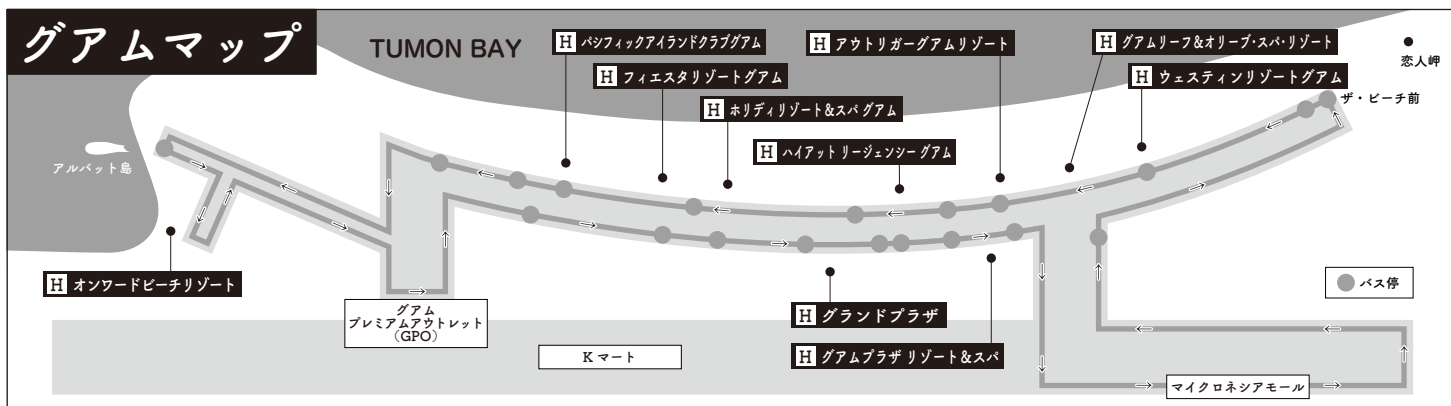 グアムマップ
TUMON BAY
H パシフィックアイランドクラブグアム
H アウトリガーグアムリゾート
H グアムリーフ&オリーブ・スパ・リゾート
恋人岬
H フィエスタリゾートグアム
H ウェスティンリゾートグアム
ザ・ビーチ前
H ホリディリゾート&スパ グアム
H ハイアット リージェンシー グアム
アルパット島
H オンワードビーチリゾート
バス停
グアム
プレミアムアウトレット
(GPO)
H グランドプラザ
K マート
H グアムプラザ リゾート&スパ
マイクロネシアモール